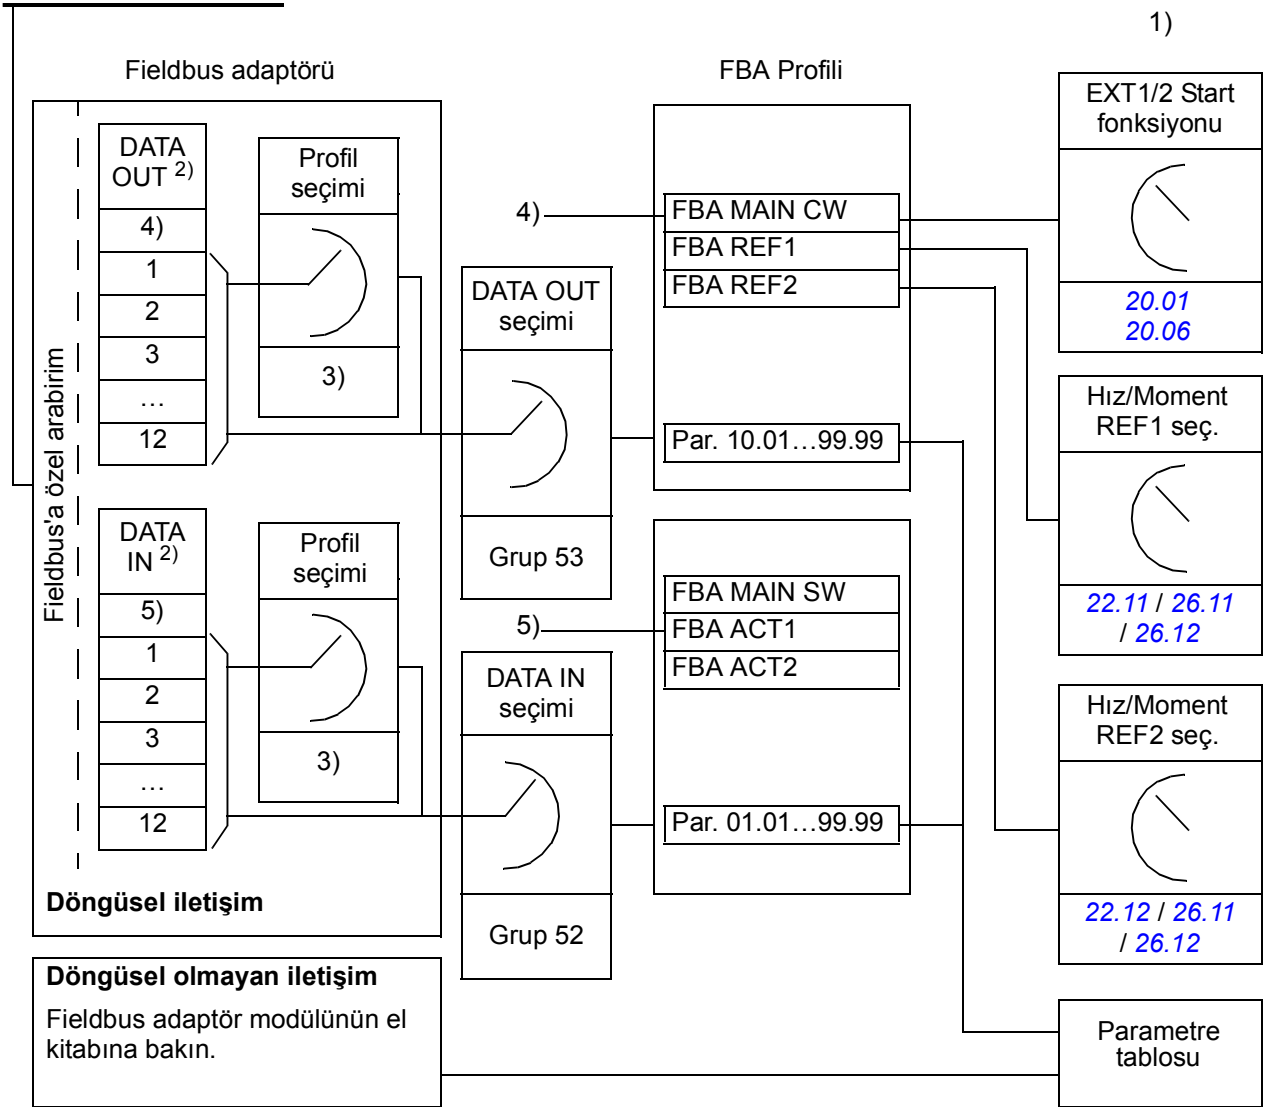 1)
Fieldbus adaptörü
FBA Profili
Fieldbus'a özel arabirim
DATA
OUT 2)
4)
1
2
3
…
12
Profil
seçimi
3)
DATA
IN 2)
5)
1
2
3
…
12
Profil
seçimi
3)
Döngüsel iletişim
DATA OUT
seçimi
Grup 53
DATA IN
seçimi
Grup 52
4)
FBA MAIN CW
FBA REF1
FBA REF2
Par. 10.01…99.99
5)
FBA MAIN SW
FBA ACT1
FBA ACT2
Par. 01.01…99.99
EXT1/2 Start
fonksiyonu
20.01
20.06
Hız/Moment
REF1 seç.
22.11 / 26.11
/ 26.12
Hız/Moment
REF2 seç.
22.12 / 26.11
/ 26.12
Döngüsel olmayan iletişim
Fieldbus adaptör modülünün el
kitabına bakın.
Parametre
tablosu